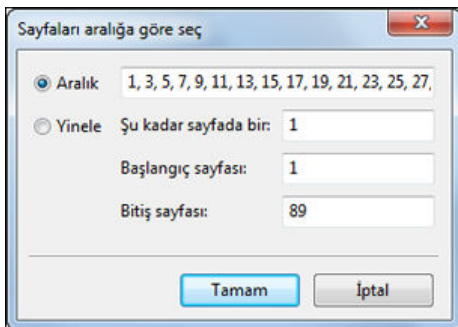 Sayfaları aralığa göre seç
Aralık 1, 3, 5, 7, 9, 11, 13, 15, 17, 19, 21, 23, 25, 27,
Yinele Şu kadar sayfada bir: 1
Başlangıç sayfası: 1
Bitiş sayfası: 89
Tamam İptal